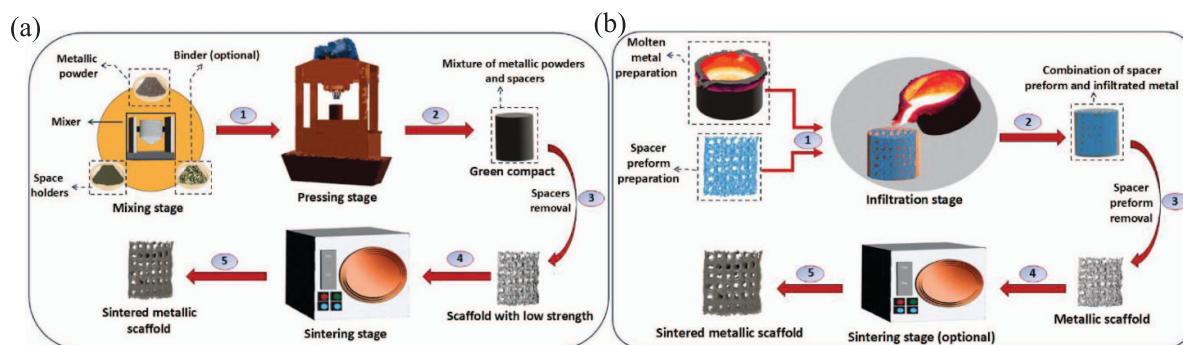 (a)
Metallic
powder
Binder (optional)
Mixer
Space
holders
Mixing stage
1
Pressing stage
2
Mixture of metallic powders
and spacers
Green compact
Spacers
removal
3
Scaffold with low strength
4
Sintering stage
5
Sintered metallic
scaffold
(b)
Molten
metal
preparation
Spacer
preform
preparation
1
Infiltration stage
2
Combination of spacer
preform and infiltrated metal
Spacer
preform
removal
3
Metallic scaffold
4
Sintering stage (optional)
5
Sintered metallic scaffold